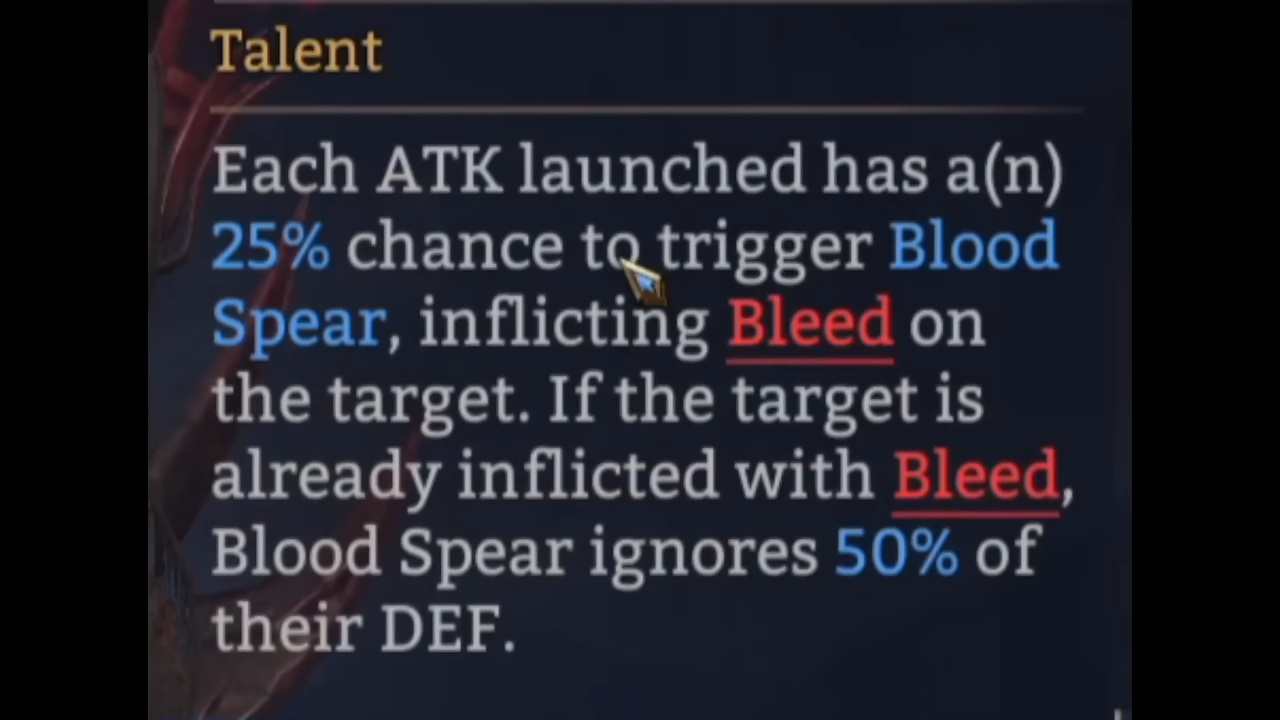 Talent
Each ATK launched has a(n)
25% chance to trigger Blood
Spear, inflicting Bleed on
the target. If the target is
already inflicted with Bleed,
Blood Spear ignores 50% of
their DEF.